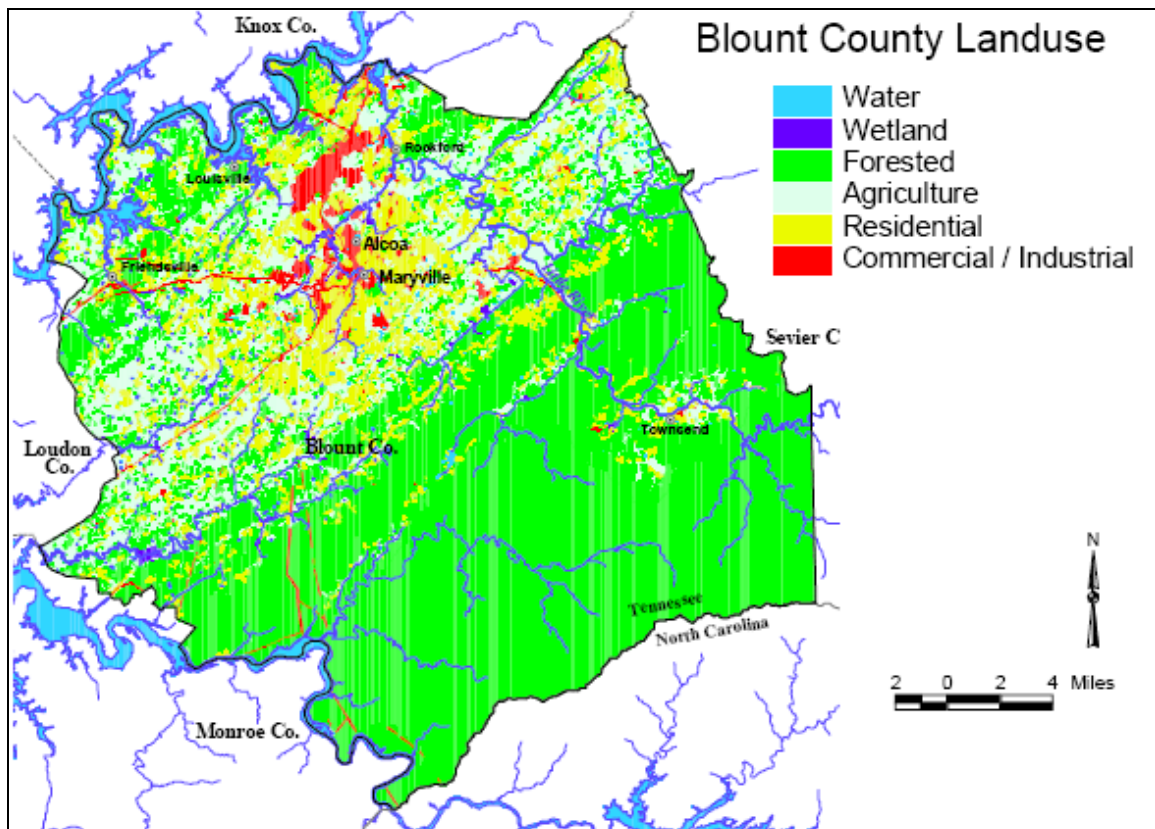 Blount County Landuse
Water
Wetland
Forested
Agriculture
Residential
Commercial / Industrial
Knox Co.
Rockford
Louisville
Alcoa
Friendsville
Maryville
Sevier C
Townsend
Loudon
Co.
Blount Co.
Tennessee
North Carolina
Monroe Co.
N
2 0 2 4 Miles